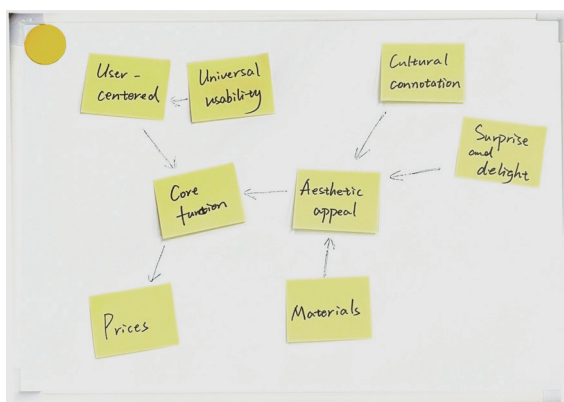 User-
centered
Universal
usability
Cultural
connotation
Surprise
and
delight
Core
function
Aesthetic
appeal
Prices
Materials